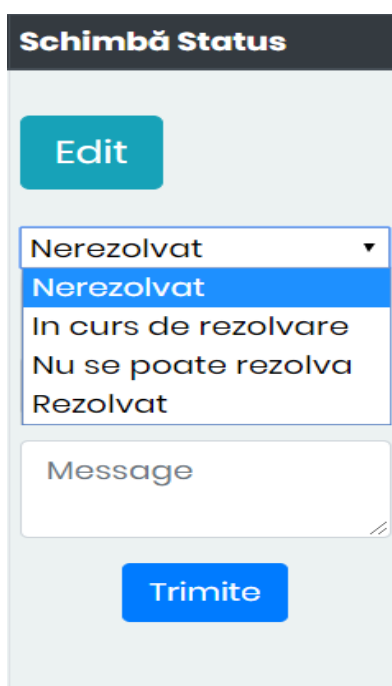 Schimbă Status
Edit
Nerezolvat
Nerezolvat
In curs de rezolvare
Nu se poate rezolva
Rezolvat
Message
Trimite